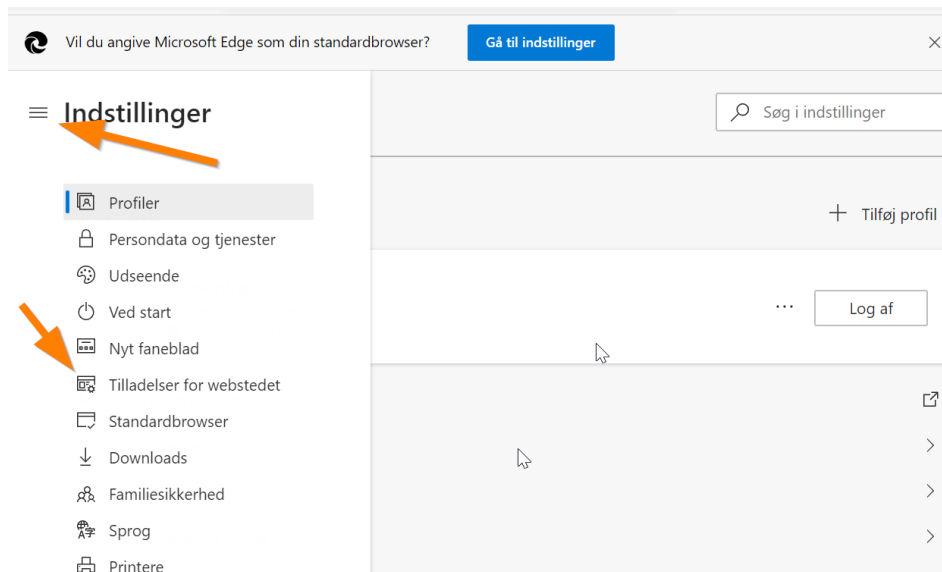 Vil du angive Microsoft Edge som din standardbrowser? Gå til indstillinger
Indstillinger
Søg i indstillinger
Profiler
Tilføj profil
Persondata og tjenester
Udseende
Ved start
Log af
Nyt faneblad
Tilladelser for webstedet
Standardbrowser
Downloads
Familiesikkerhed
Sprog
Printere